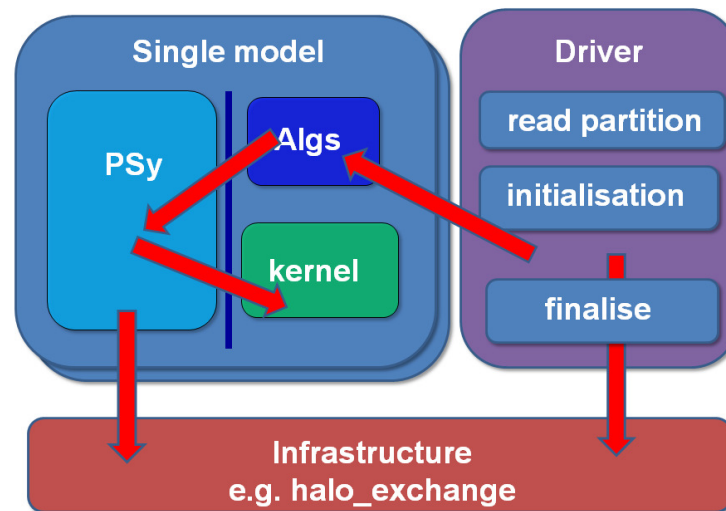 Single model
PSy
Algs
kernel
Driver
read partition
initialisation
finalise
Infrastructure
e.g. halo_exchange